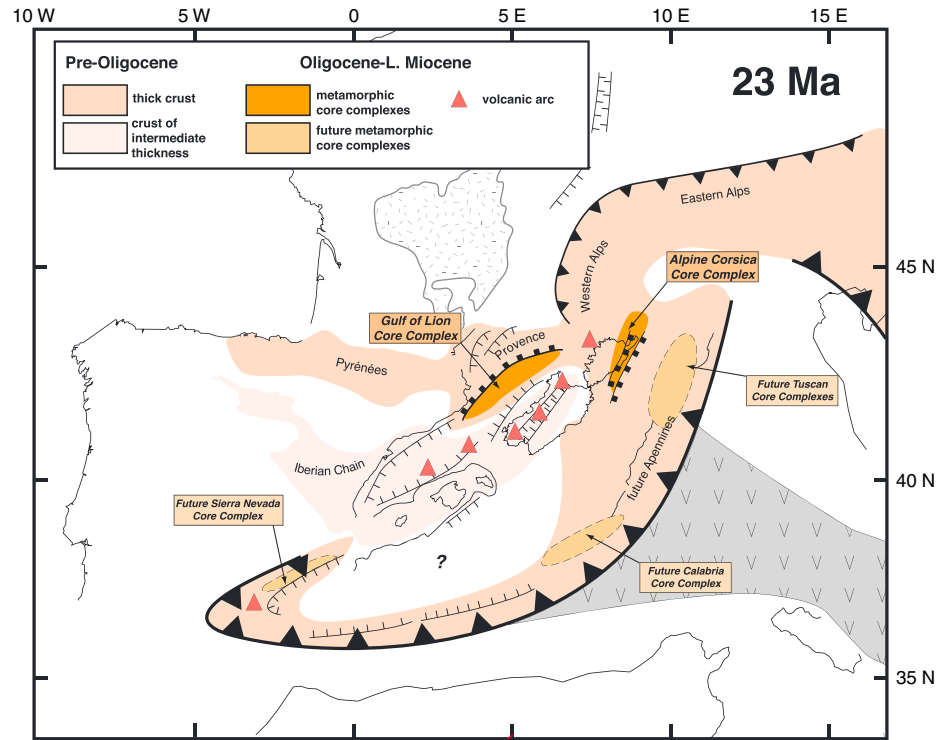 10 W 5 W 0 5 E 10 E 15 E
Pre-Oligocene
Oligocene-L. Miocene
thick crust
crust of
intermediate
thickness
metamorphic
core complexes
future metamorphic
core complexes
volcanic arc
23 Ma
Eastern Alps
Western Alps
45 N
Alpine Corsica
Core Complex
Gulf of Lion
Core Complex
Provence
Pyrénées
Future Tuscan
Core Complexes
future Apennines
Iberian Chain
40 N
Future Sierra Nevada
Core Complex
?
Future Calabria
Core Complex
35 N